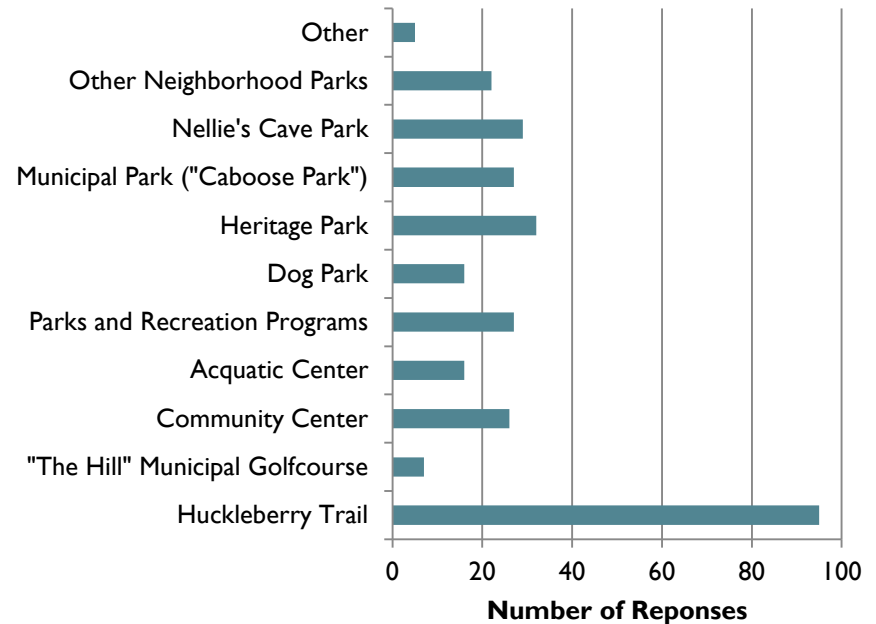 Other
Other Neighborhood Parks
Nellie's Cave Park
Municipal Park ("Caboose Park")
Heritage Park
Dog Park
Parks and Recreation Programs
Acquatic Center
Community Center
"The Hill" Municipal Golfcourse
Huckleberry Trail
0 20 40 60 80 100
Number of Reponses